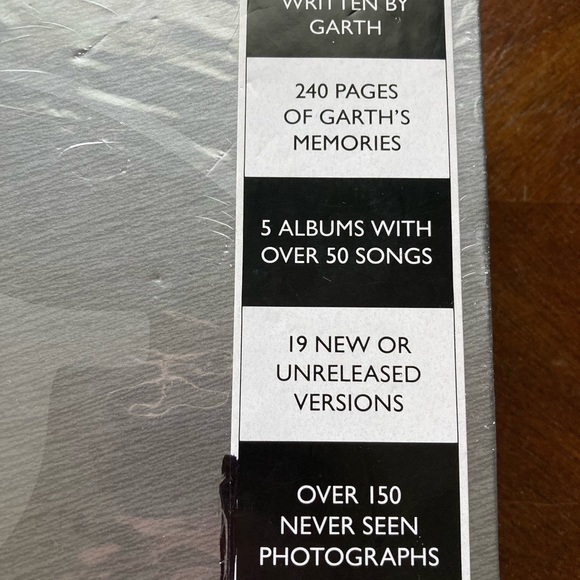 WRITTEN BY
GARTH
240 PAGES
OF GARTH'S
MEMORIES
5 ALBUMS WITH
OVER 50 SONGS
19 NEW OR
UNRELEASED
VERSIONS
OVER 150
NEVER SEEN
PHOTOGRAPHS